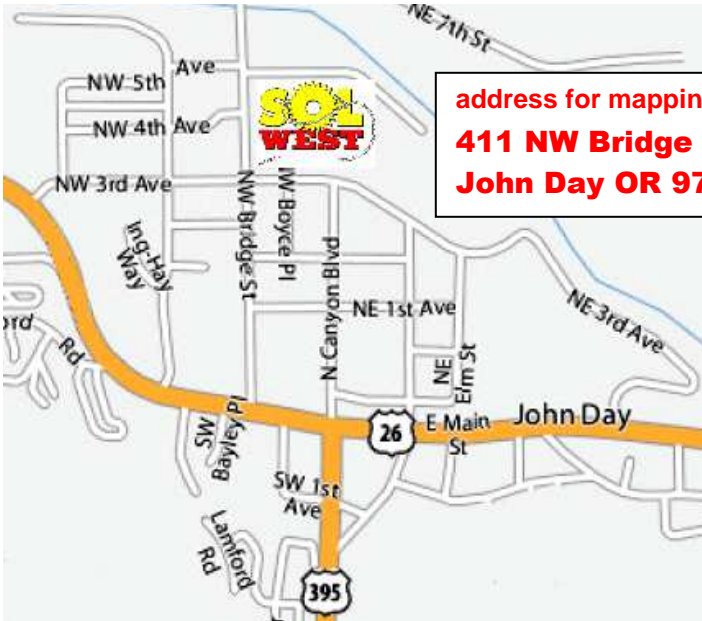 NE 7th St
NW 5th Ave
SOL
WEST
address for mappin
411 NW Bridge
John Day OR 97
NW 4th Ave
NW 3rd Ave
NW Bridge St
NW Boyce Pl
Ing-Hay
Way
N Canyon Blvd
NE 1st Ave
NE 3rd Ave
ord
Rd
NE
Elm St
SW
Bayley Pl
26
E Main
St
John Day
SW 1st
Ave
Lamford
Rd
395